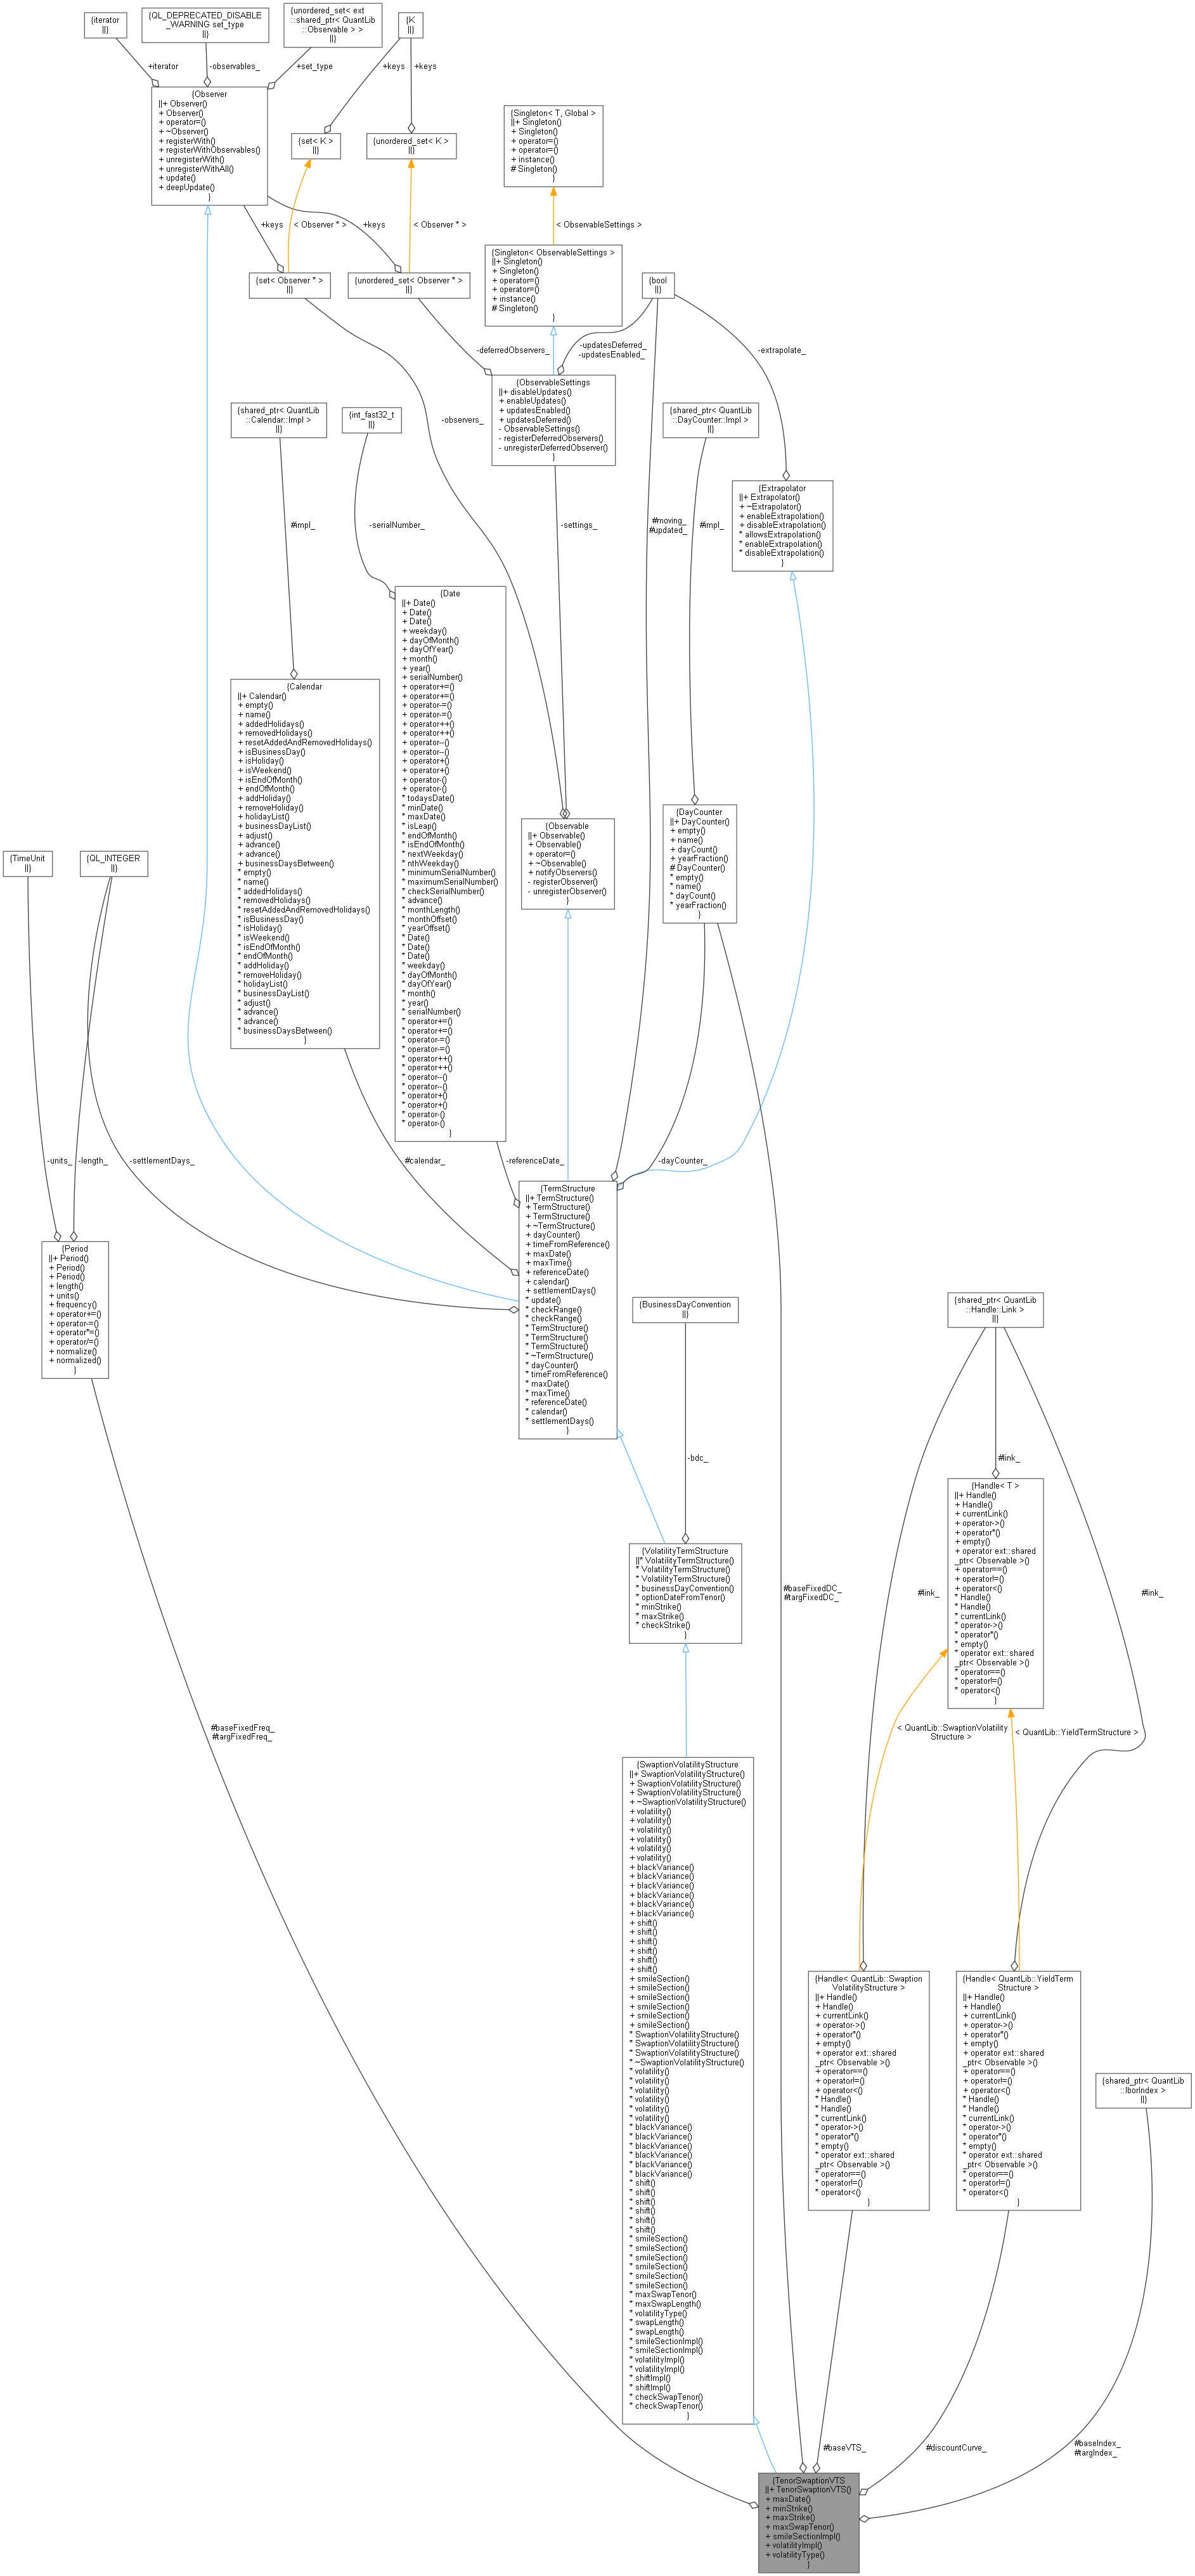 {iterator
||}
{QL_DEPRECATED_DISABLE
_WARNING set_type
||}
{unordered_set< ext
::shared_ptr< QuantLib
::Observable > >
||}
{K
||}
+iterator
-observables_
+set_type
+keys
+keys
{Observer
||+ Observer()
+ Observer()
+ operator=()
+ ~Observer()
+ registerWith()
+ registerWithObservables()
+ unregisterWith()
+ unregisterWithAll()
+ update()
+ deepUpdate()
}
{set< K >
||}
{unordered_set< K >
||}
{Singleton< T, Global >
||+ Singleton()
+ Singleton()
+ operator=()
+ operator=()
+ instance()
# Singleton()
}
+keys
< Observer * >
+keys
< Observer * >
< ObservableSettings >
{set< Observer * >
||}
{unordered_set< Observer * >
||}
{Singleton< ObservableSettings >
||+ Singleton()
+ Singleton()
+ operator=()
+ operator=()
+ instance()
# Singleton()
}
{bool
||}
-deferredObservers_
-updatesDeferred_
-updatesEnabled_
-extrapolate_
-observers_
{ObservableSettings
||+ disableUpdates()
+ enableUpdates()
+ updatesEnabled()
+ updatesDeferred()
- ObservableSettings()
- registerDeferredObservers()
- unregisterDeferredObserver()
}
{shared_ptr< QuantLib
::Calendar::Impl >
||}
{int_fast32_t
||}
{shared_ptr< QuantLib
::DayCounter::Impl >
||}
{Extrapolator
||+ Extrapolator()
+ ~Extrapolator()
+ enableExtrapolation()
+ disableExtrapolation()
* allowsExtrapolation()
* enableExtrapolation()
* disableExtrapolation()
}
#impl_
-serialNumber_
-settings_
#moving_
#updated_
#impl_
{Date
||+ Date()
+ Date()
+ Date()
+ weekday()
+ dayOfMonth()
+ dayOfYear()
+ month()
+ year()
+ serialNumber()
+ operator+=()
+ operator+=()
+ operator-=()
+ operator-=()
+ operator++()
+ operator++()
+ operator--()
+ operator--()
+ operator+()
+ operator+()
+ operator-()
+ operator-()
* todaysDate()
* minDate()
* maxDate()
* isLeap()
* endOfMonth()
* isEndOfMonth()
* nextWeekday()
* nthWeekday()
* minimumSerialNumber()
* maximumSerialNumber()
* checkSerialNumber()
* advance()
* monthLength()
* monthOffset()
* yearOffset()
* Date()
* Date()
* Date()
* weekday()
* dayOfMonth()
* dayOfYear()
* month()
* year()
* serialNumber()
* operator+=()
* operator+=()
* operator-=()
* operator-=()
* operator++()
* operator++()
* operator--()
* operator--()
* operator+()
* operator+()
* operator-()
* operator-()
}
{Calendar
||+ Calendar()
+ empty()
+ name()
+ addedHolidays()
+ removedHolidays()
+ resetAddedAndRemovedHolidays()
+ isBusinessDay()
+ isHoliday()
+ isWeekend()
+ isEndOfMonth()
+ endOfMonth()
+ addHoliday()
+ removeHoliday()
+ holidayList()
+ businessDayList()
+ adjust()
+ advance()
+ advance()
+ businessDaysBetween()
* empty()
* name()
* addedHolidays()
* removedHolidays()
* resetAddedAndRemovedHolidays()
* isBusinessDay()
* isHoliday()
* isWeekend()
* isEndOfMonth()
* endOfMonth()
* addHoliday()
* removeHoliday()
* holidayList()
* businessDayList()
* adjust()
* advance()
* advance()
* businessDaysBetween()
}
{Observable
||+ Observable()
+ Observable()
+ operator=()
+ ~Observable()
+ notifyObservers()
- registerObserver()
- unregisterObserver()
}
{DayCounter
||+ DayCounter()
+ empty()
+ name()
+ dayCount()
+ yearFraction()
# DayCounter()
* empty()
* name()
* dayCount()
* yearFraction()
}
{TimeUnit
||}
{QL_INTEGER
||}
-units_
-length_
-settlementDays_
#calendar_
-referenceDate_
-dayCounter_
{TermStructure
||+ TermStructure()
+ TermStructure()
+ TermStructure()
+ ~TermStructure()
+ dayCounter()
+ timeFromReference()
+ maxDate()
+ maxTime()
+ referenceDate()
+ calendar()
+ settlementDays()
* update()
* checkRange()
* checkRange()
* TermStructure()
* TermStructure()
* TermStructure()
* ~TermStructure()
* dayCounter()
* timeFromReference()
* maxDate()
* maxTime()
* referenceDate()
* calendar()
* settlementDays()
}
{Period
||+ Period()
+ Period()
+ Period()
+ length()
+ units()
+ frequency()
+ operator+=()
+ operator-=()
+ operator*=()
+ operator/=()
+ normalize()
+ normalized()
}
{BusinessDayConvention
||}
{shared_ptr< QuantLib
::Handle::Link >
||}
-bdc_
#link_
{Handle< T >
||+ Handle()
+ Handle()
+ currentLink()
+ operator->()
+ operator*()
+ empty()
+ operator ext::shared
_ptr< Observable >()
+ operator==()
+ operator!=()
+ operator<()
* Handle()
* Handle()
* currentLink()
* operator->()
* operator*()
* empty()
* operator ext::shared
_ptr< Observable >()
* operator==()
* operator!=()
* operator<()
}
{VolatilityTermStructure
||* VolatilityTermStructure()
* VolatilityTermStructure()
* VolatilityTermStructure()
* businessDayConvention()
* optionDateFromTenor()
* minStrike()
* maxStrike()
* checkStrike()
}
#baseFixedDC_
#targFixedDC_
#link_
#link_
#baseFixedFreq_
#targFixedFreq_
< QuantLib::SwaptionVolatility
Structure >
< QuantLib::YieldTermStructure >
{SwaptionVolatilityStructure
||+ SwaptionVolatilityStructure()
+ SwaptionVolatilityStructure()
+ SwaptionVolatilityStructure()
+ ~SwaptionVolatilityStructure()
+ volatility()
+ volatility()
+ volatility()
+ volatility()
+ volatility()
+ volatility()
+ blackVariance()
+ blackVariance()
+ blackVariance()
+ blackVariance()
+ blackVariance()
+ blackVariance()
+ shift()
+ shift()
+ shift()
+ shift()
+ shift()
+ shift()
+ smileSection()
+ smileSection()
+ smileSection()
+ smileSection()
+ smileSection()
+ smileSection()
* SwaptionVolatilityStructure()
* SwaptionVolatilityStructure()
* SwaptionVolatilityStructure()
* ~SwaptionVolatilityStructure()
* volatility()
* volatility()
* volatility()
* volatility()
* volatility()
* volatility()
* blackVariance()
* blackVariance()
* blackVariance()
* blackVariance()
* blackVariance()
* blackVariance()
* shift()
* shift()
* shift()
* shift()
* shift()
* shift()
* smileSection()
* smileSection()
* smileSection()
* smileSection()
* smileSection()
* smileSection()
* maxSwapTenor()
* maxSwapLength()
* volatilityType()
* swapLength()
* swapLength()
* smileSectionImpl()
* smileSectionImpl()
* volatilityImpl()
* volatilityImpl()
* shiftImpl()
* shiftImpl()
* checkSwapTenor()
* checkSwapTenor()
}
{Handle< QuantLib::Swaption
VolatilityStructure >
||+ Handle()
+ Handle()
+ currentLink()
+ operator->()
+ operator*()
+ empty()
+ operator ext::shared
_ptr< Observable >()
+ operator==()
+ operator!=()
+ operator<()
* Handle()
* Handle()
* currentLink()
* operator->()
* operator*()
* empty()
* operator ext::shared
_ptr< Observable >()
* operator==()
* operator!=()
* operator<()
}
{Handle< QuantLib::YieldTerm
Structure >
||+ Handle()
+ Handle()
+ currentLink()
+ operator->()
+ operator*()
+ empty()
+ operator ext::shared
_ptr< Observable >()
+ operator==()
+ operator!=()
+ operator<()
* Handle()
* Handle()
* currentLink()
* operator->()
* operator*()
* empty()
* operator ext::shared
_ptr< Observable >()
* operator==()
* operator!=()
* operator<()
}
{shared_ptr< QuantLib
::IborIndex >
||}
#baseVTS_
#discountCurve_
#baseIndex_
#targIndex_
{TenorSwaptionVTS
||+ TenorSwaptionVTS()
+ maxDate()
+ minStrike()
+ maxStrike()
+ maxSwapTenor()
+ smileSectionImpl()
+ volatilityImpl()
+ volatilityType()
}